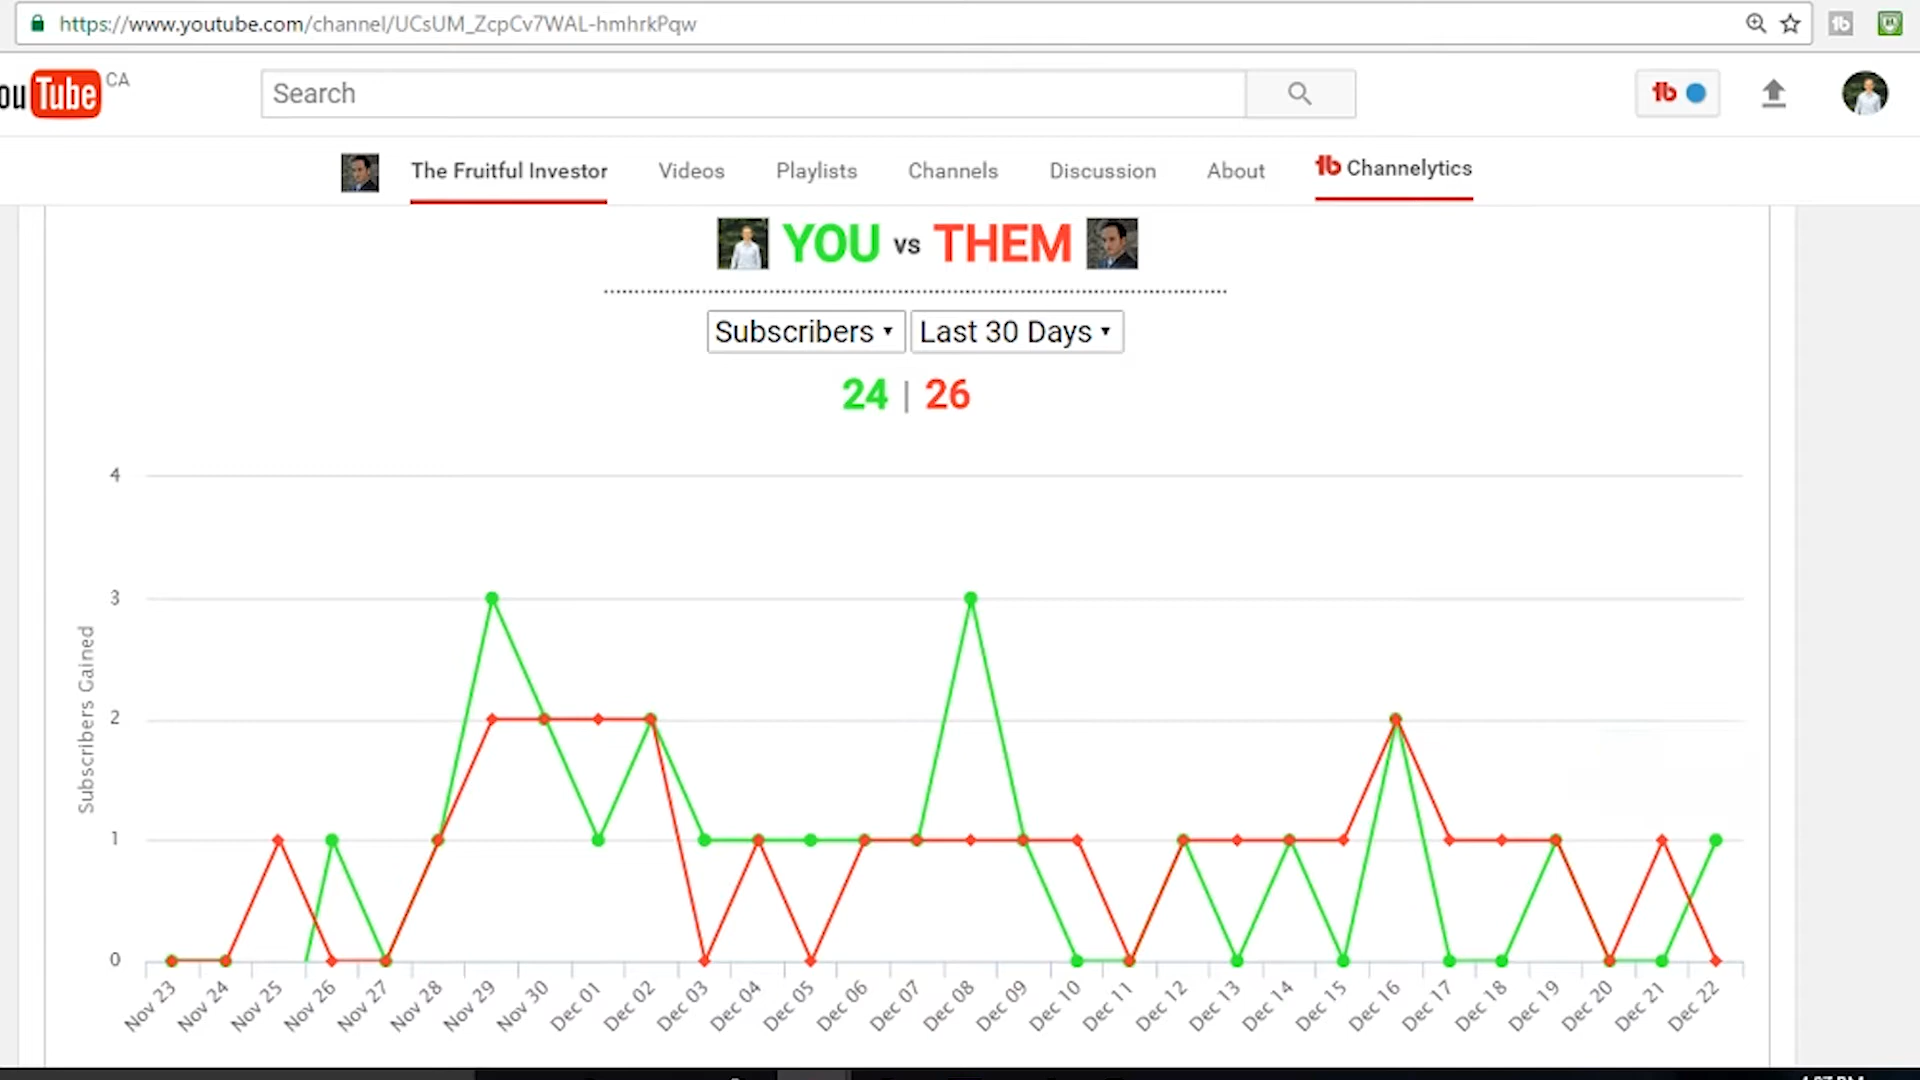 https://www.youtube.com/channel/UCsUM_ZcpCv7WAL-hmhrkPqw
ou Tube CA
Search
The Fruitful Investor Videos Playlists Channels Discussion About Channelytics
YOU vs THEM
Subscribers Last 30 Days
24 | 26
4
3
2
1
0
Subscribers Gained
Nov 23 Nov 24 Nov 25 Nov 26 Nov 27 Nov 28 Nov 29 Nov 30 Dec 01 Dec 02 Dec 03 Dec 04 Dec 05 Dec 06 Dec 07 Dec 08 Dec 09 Dec 10 Dec 11 Dec 12 Dec 13 Dec 14 Dec 15 Dec 16 Dec 17 Dec 18 Dec 19 Dec 20 Dec 21 Dec 22